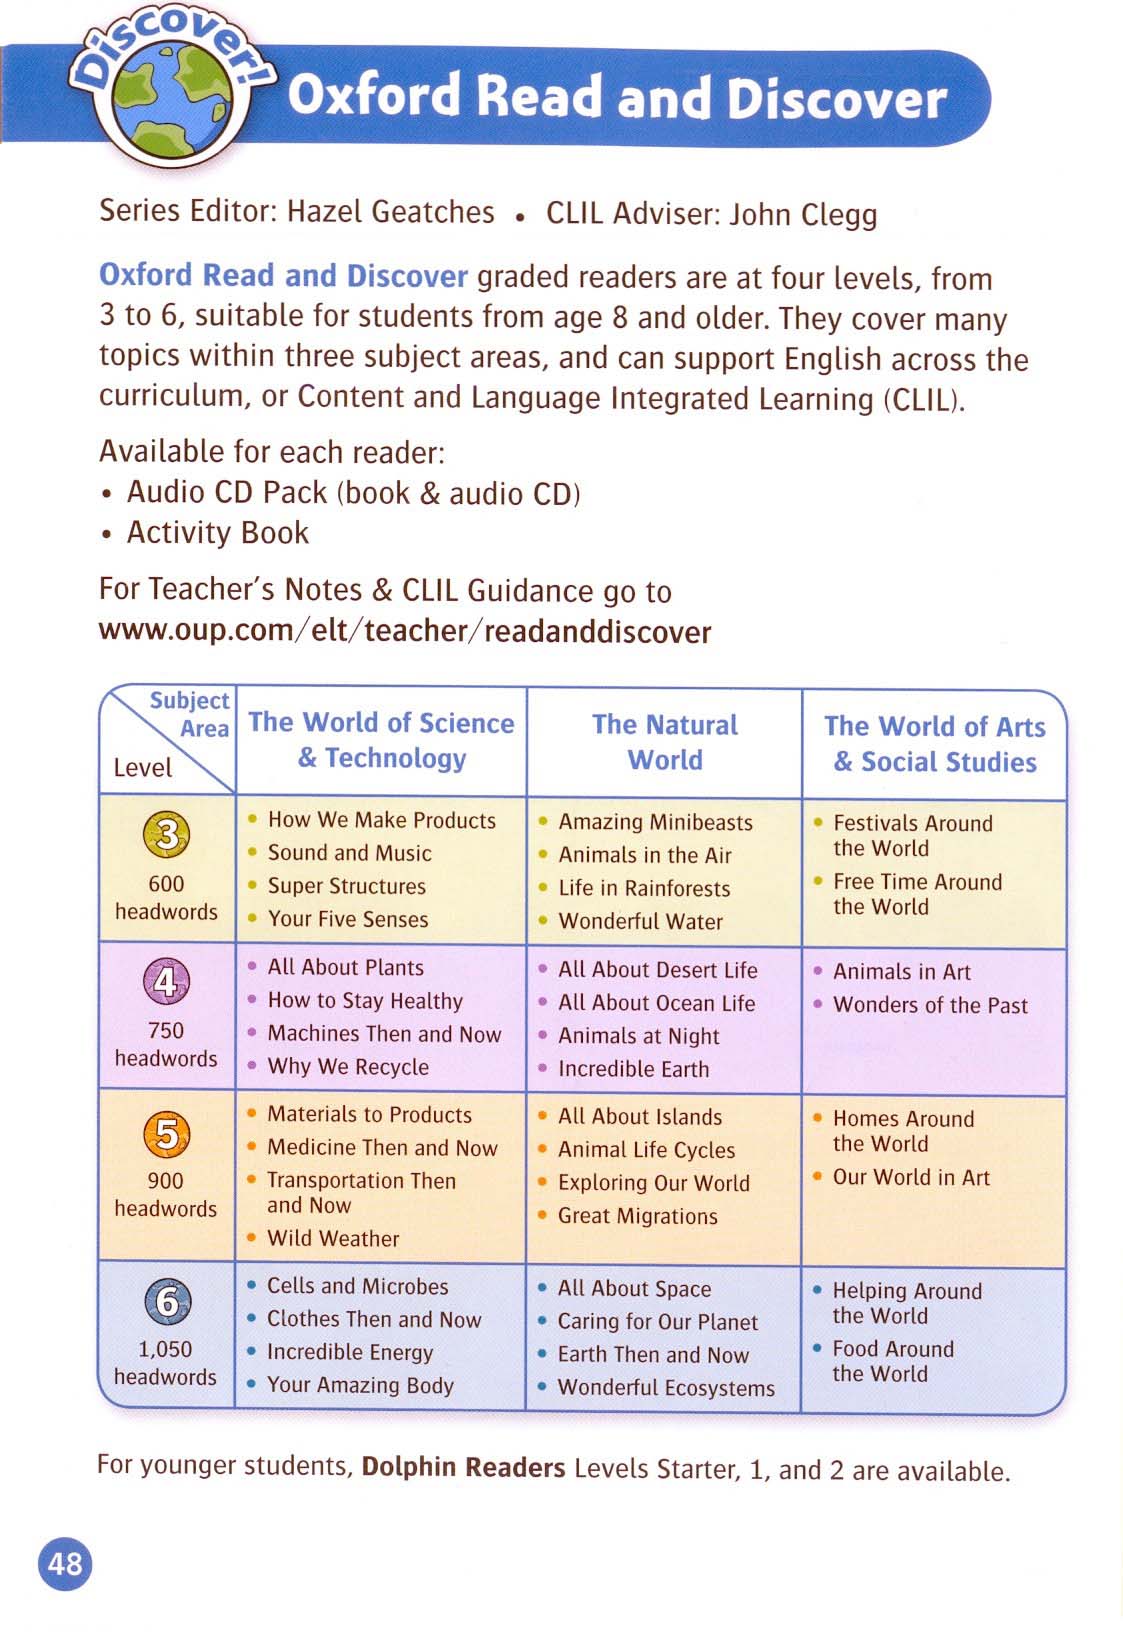 Discover!
Oxford Read and Discover
Series Editor: Hazel Geatches • CLIL Adviser: John Clegg
Oxford Read and Discover graded readers are at four levels, from
3 to 6, suitable for students from age 8 and older. They cover many
topics within three subject areas, and can support English across the
curriculum, or Content and Language Integrated Learning (CLIL).
Available for each reader:
• Audio CD Pack (book & audio CD)
• Activity Book
For Teacher's Notes & CLIL Guidance go to
www.oup.com/elt/teacher/readanddiscover
Subject
Area
Level
The World of Science
& Technology
The Natural
World
The World of Arts
& Social Studies
3
600
headwords
• How We Make Products
• Sound and Music
• Super Structures
• Your Five Senses
• Amazing Minibeasts
• Animals in the Air
• Life in Rainforests
• Wonderful Water
• Festivals Around
the World
• Free Time Around
the World
4
750
headwords
• All About Plants
• How to Stay Healthy
• Machines Then and Now
• Why We Recycle
• All About Desert Life
• All About Ocean Life
• Animals at Night
• Incredible Earth
• Animals in Art
• Wonders of the Past
5
900
headwords
• Materials to Products
• Medicine Then and Now
• Transportation Then
and Now
• Wild Weather
• All About Islands
• Animal Life Cycles
• Exploring Our World
• Great Migrations
• Homes Around
the World
• Our World in Art
6
1,050
headwords
• Cells and Microbes
• Clothes Then and Now
• Incredible Energy
• Your Amazing Body
• All About Space
• Caring for Our Planet
• Earth Then and Now
• Wonderful Ecosystems
• Helping Around
the World
• Food Around
the World
For younger students, Dolphin Readers Levels Starter, 1, and 2 are available.
48